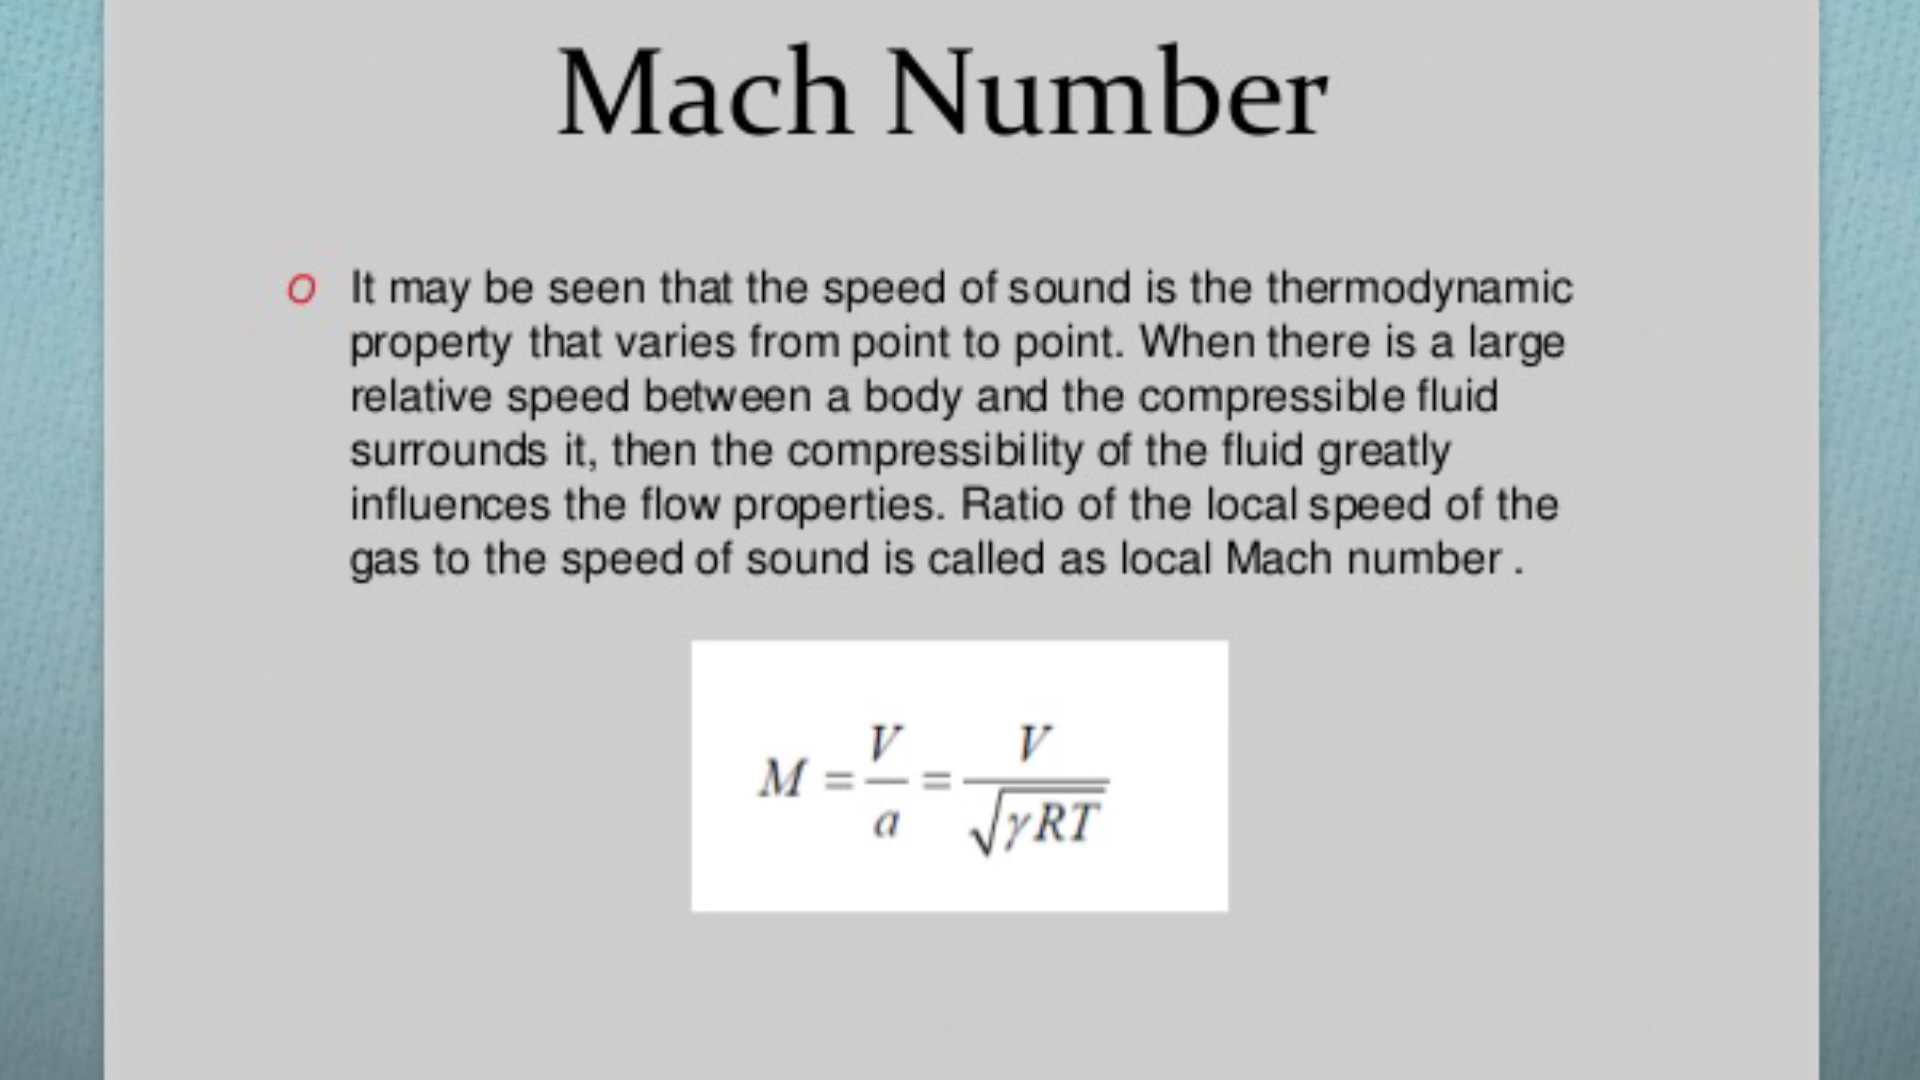 Mach Number
O It may be seen that the speed of sound is the thermodynamic
property that varies from point to point. When there is a large
relative speed between a body and the compressible fluid
surrounds it, then the compressibility of the fluid greatly
influences the flow properties. Ratio of the local speed of the
gas to the speed of sound is called as local Mach number .
M = V/a = V/√γRT